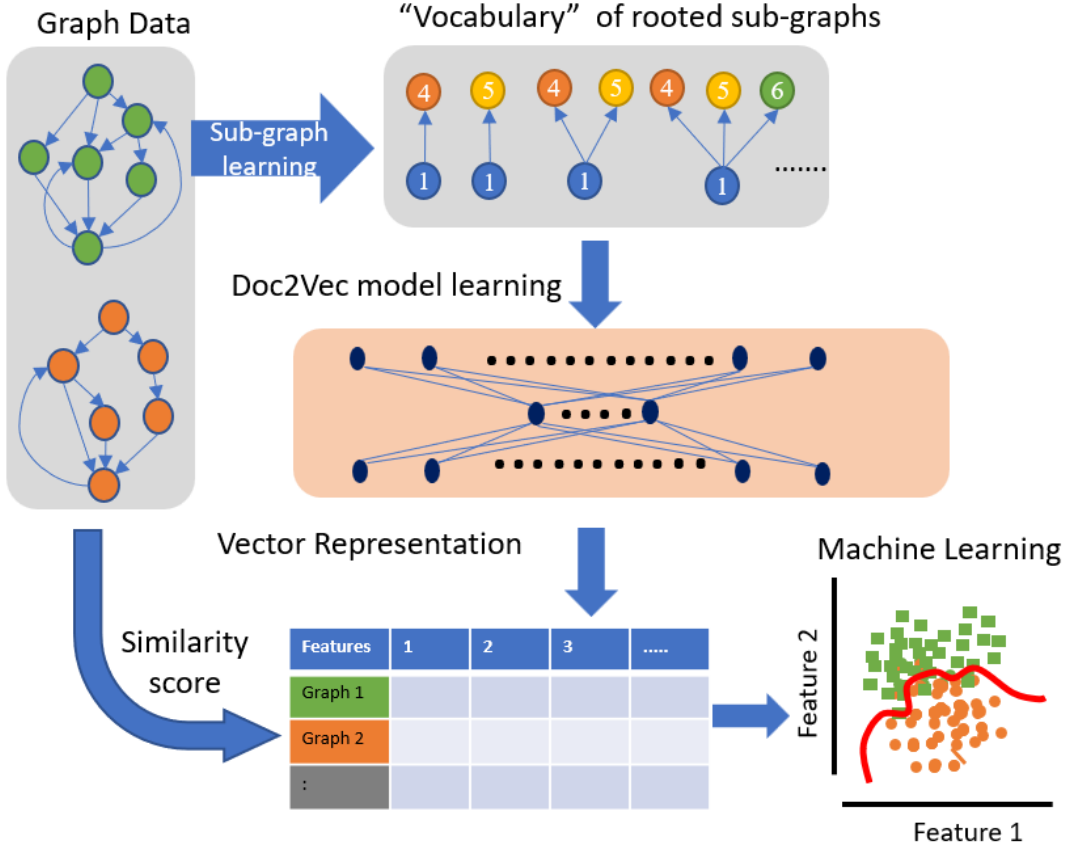 Graph Data
“Vocabulary” of rooted sub-graphs
4 5 4 5 4 5 6
Sub-graph
learning
1 1 1 1
.......
Doc2Vec model learning
Vector Representation
Machine Learning
Similarity
score
Features 1 2 3 .....
Graph 1
Graph 2
:
Feature 2
Feature 1